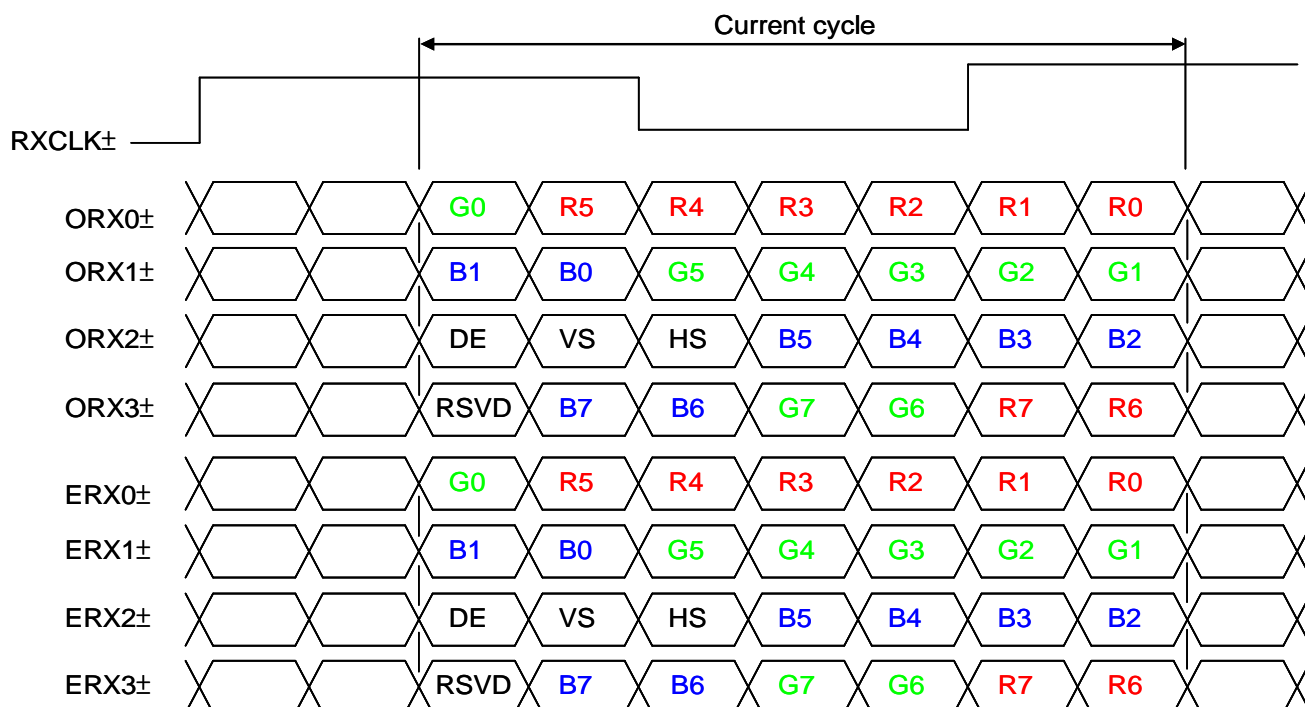 Current cycle
RXCLK±
ORX0± G0 R5 R4 R3 R2 R1 R0
ORX1± B1 B0 G5 G4 G3 G2 G1
ORX2± DE VS HS B5 B4 B3 B2
ORX3± RSVD B7 B6 G7 G6 R7 R6
ERX0± G0 R5 R4 R3 R2 R1 R0
ERX1± B1 B0 G5 G4 G3 G2 G1
ERX2± DE VS HS B5 B4 B3 B2
ERX3± RSVD B7 B6 G7 G6 R7 R6